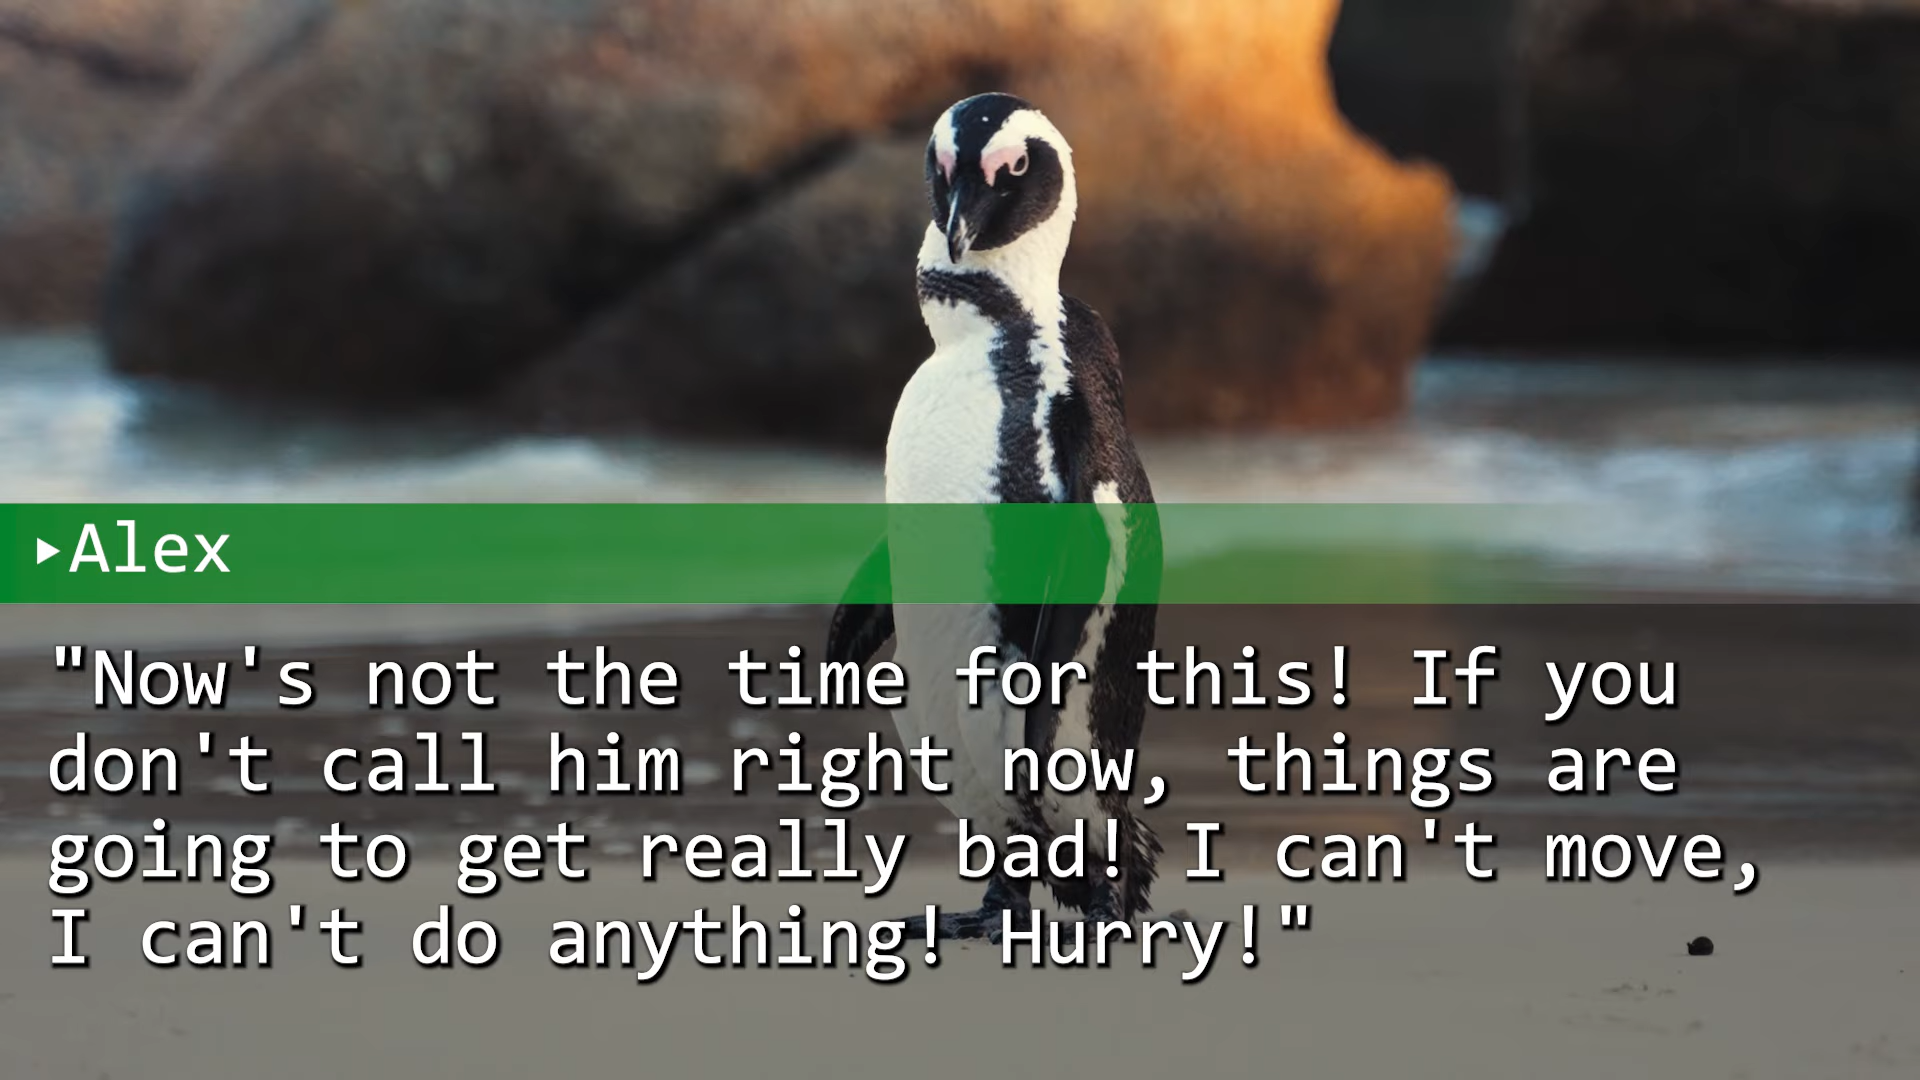 ▶Alex
"Now's not the time for this! If you
don't call him right now, things are
going to get really bad! I can't move,
I can't do anything! Hurry!"